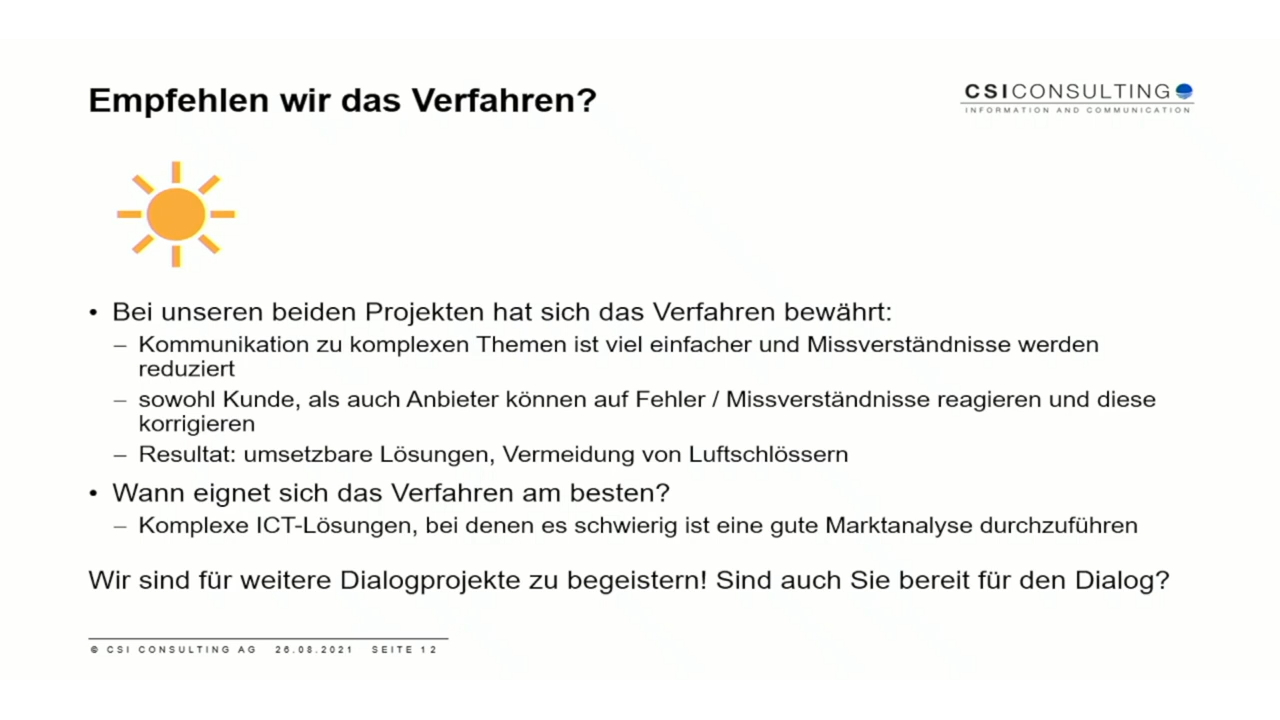 Empfehlen wir das Verfahren?
CSICONSULTING
INFORMATION AND COMMUNICATION
• Bei unseren beiden Projekten hat sich das Verfahren bewährt:
– Kommunikation zu komplexen Themen ist viel einfacher und Missverständnisse werden
reduziert
– sowohl Kunde, als auch Anbieter können auf Fehler / Missverständnisse reagieren und diese
korrigieren
– Resultat: umsetzbare Lösungen, Vermeidung von Luftschlössern
• Wann eignet sich das Verfahren am besten?
– Komplexe ICT-Lösungen, bei denen es schwierig ist eine gute Marktanalyse durchzuführen
Wir sind für weitere Dialogprojekte zu begeistern! Sind auch Sie bereit für den Dialog?
© CSI CONSULTING AG 26.08.2021 SEITE 12